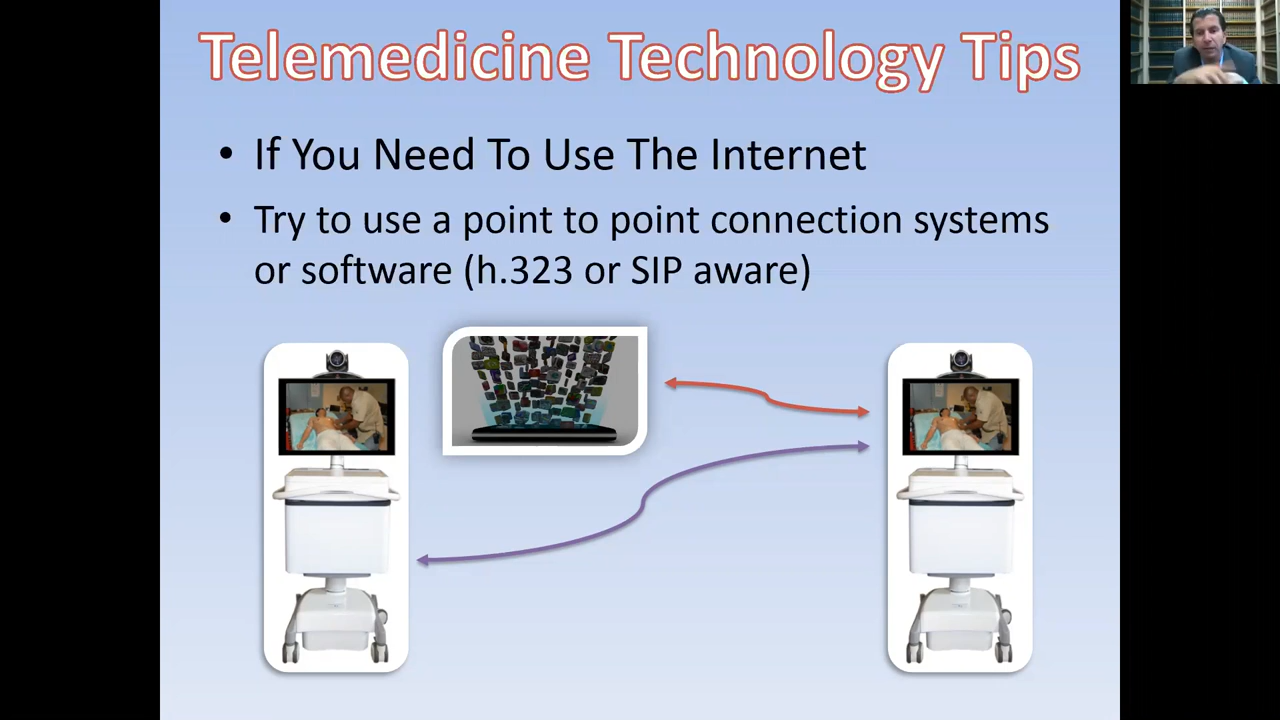 Telemedicine Technology Tips
• If You Need To Use The Internet
• Try to use a point to point connection systems
or software (h.323 or SIP aware)